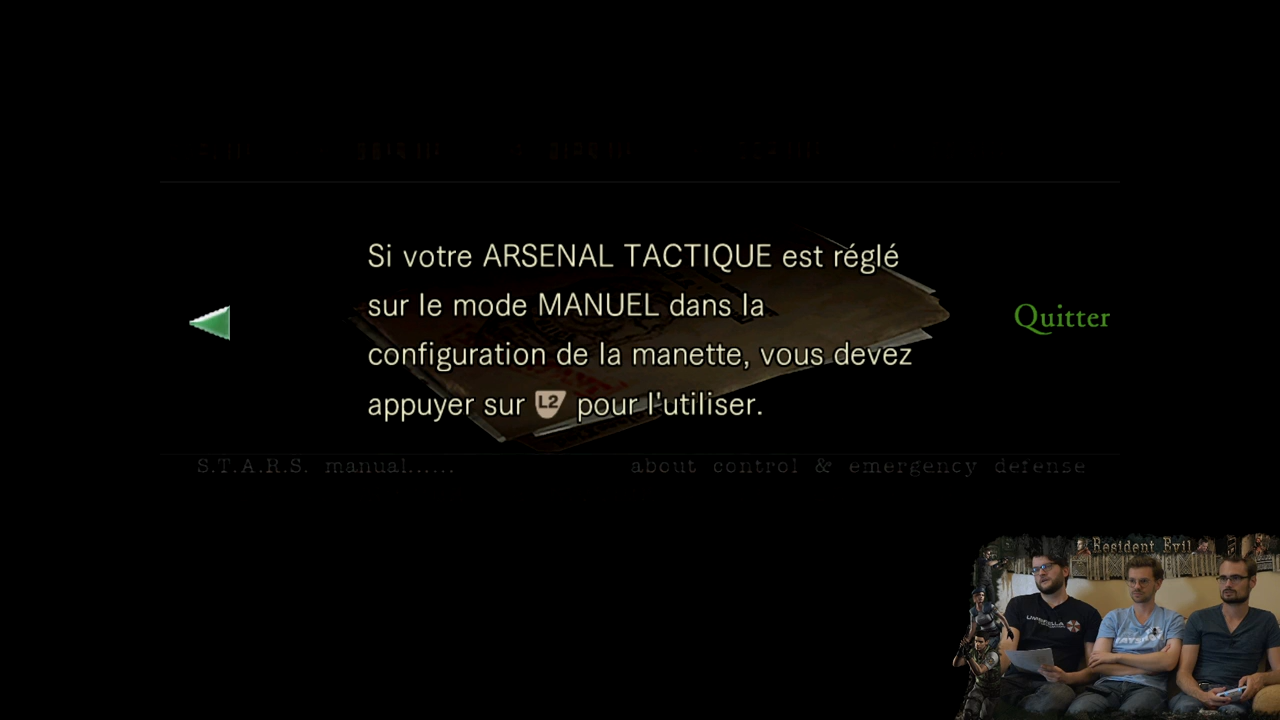 Si votre ARSENAL TACTIQUE est réglé
sur le mode MANUEL dans la
configuration de la manette, vous devez
appuyer sur L2 pour l'utiliser.
Quitter
S.T.A.R.S. manual...... about control & emergency defense
Resident Evil
UMBRELLA